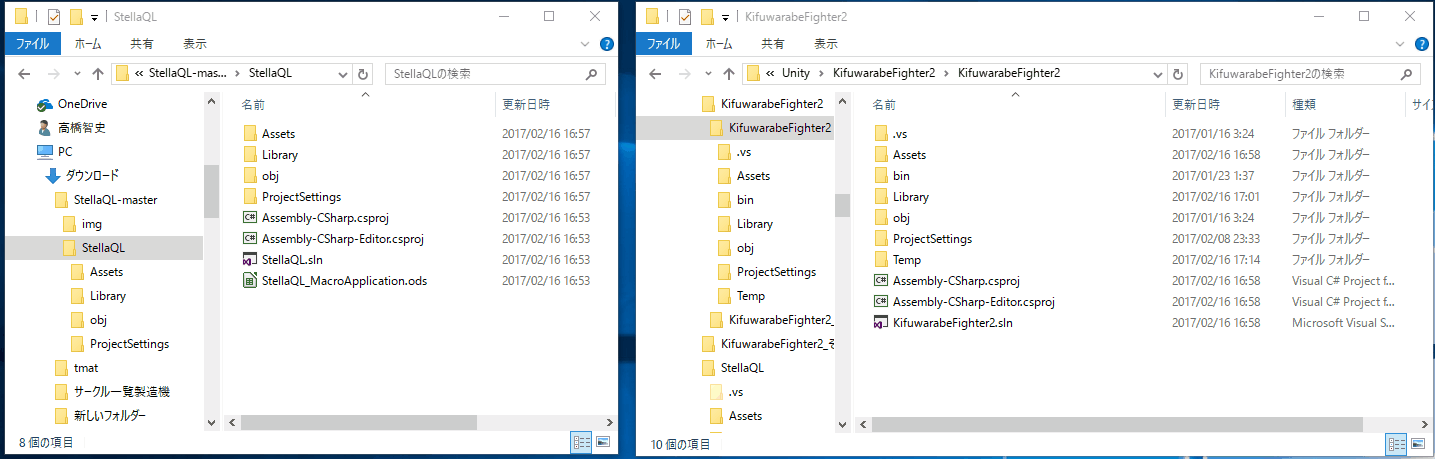 StellaQL
ファイル ホーム 共有 表示
« StellaQL-mas... › StellaQL StellaQLの検索
OneDrive
高橋智史
PC
ダウンロード
StellaQL-master
img
StellaQL
Assets
Library
obj
ProjectSettings
tmat
サークル一覧製造機
新しいフォルダー
名前 更新日時
Assets 2017/02/16 16:57
Library 2017/02/16 16:57
obj 2017/02/16 16:57
ProjectSettings 2017/02/16 16:57
Assembly-CSharp.csproj 2017/02/16 16:53
Assembly-CSharp-Editor.csproj 2017/02/16 16:53
StellaQL.sln 2017/02/16 16:53
StellaQL_MacroApplication.ods 2017/02/16 16:53
8 個の項目
KifuwarabeFighter2
ファイル ホーム 共有 表示
« Unity › KifuwarabeFighter2 › KifuwarabeFighter2 KifuwarabeFighter2の検索
KifuwarabeFighter2
KifuwarabeFighter2
.vs
Assets
bin
Library
obj
ProjectSettings
Temp
KifuwarabeFighter2_
KifuwarabeFighter2_そ
StellaQL
.vs
Assets
名前 更新日時 種類 サイズ
.vs 2017/01/16 3:24 ファイル フォルダー
Assets 2017/02/16 16:58 ファイル フォルダー
bin 2017/01/23 1:37 ファイル フォルダー
Library 2017/02/16 17:01 ファイル フォルダー
obj 2017/01/16 3:24 ファイル フォルダー
ProjectSettings 2017/02/08 23:33 ファイル フォルダー
Temp 2017/02/16 17:14 ファイル フォルダー
Assembly-CSharp.csproj 2017/02/16 16:58 Visual C# Project f...
Assembly-CSharp-Editor.csproj 2017/02/16 16:58 Visual C# Project f...
KifuwarabeFighter2.sln 2017/02/16 16:58 Microsoft Visual S...
10 個の項目